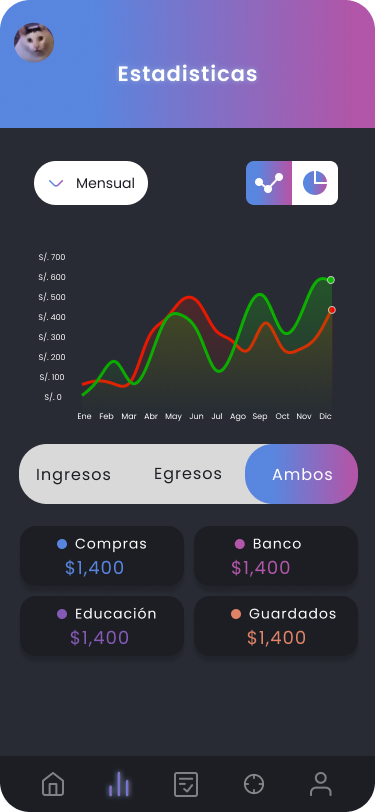 Estadisticas
Mensual
S/. 700
S/. 600
S/. 500
S/. 400
S/. 300
S/. 200
S/. 100
S/. 0
Ene Feb Mar Abr May Jun Jul Ago Sep Oct Nov Dic
Ingresos Egresos Ambos
Compras Banco
$1,400 $1,400
Educación Guardados
$1,400 $1,400